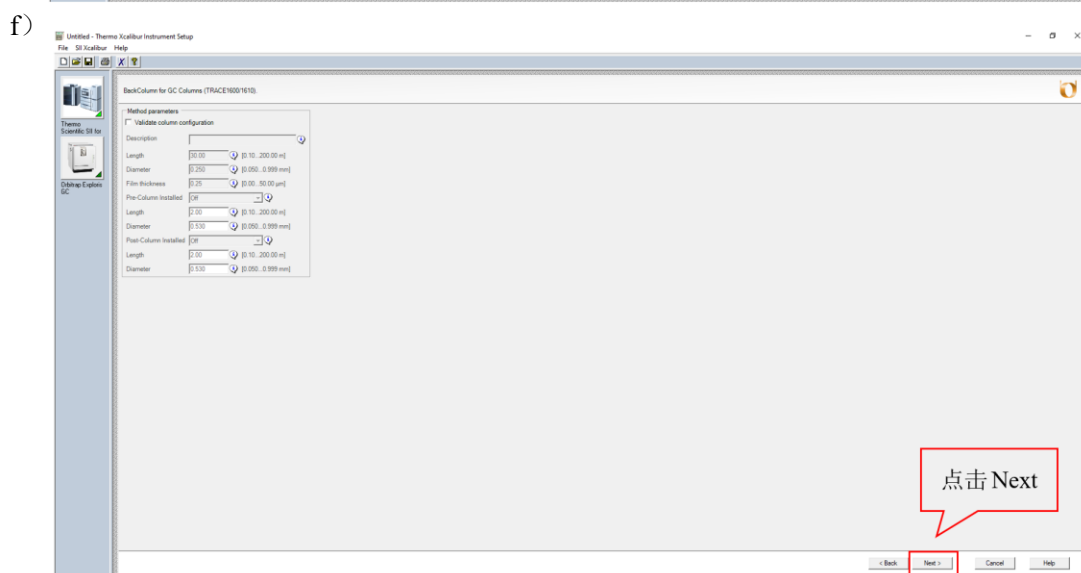 f）
Untitled - Thermo Xcalibur Instrument Setup
File SII Xcalibur Help
Thermo
Scientific SII for
Orbitrap Exploris
GC
BackColumn for GC Columns (TRACE1600/1610).
Method parameters
Validate column configuration
Description
Length 30.00 [0.10...200.00 m]
Diameter 0.250 [0.050...0.999 mm]
Film thickness 0.25 [0.00...50.00 µm]
Pre-Column Installed Off
Length 2.00 [0.10...200.00 m]
Diameter 0.530 [0.050...0.999 mm]
Post-Column Installed Off
Length 2.00 [0.10...200.00 m]
Diameter 0.530 [0.050...0.999 mm]
点击 Next
< Back Next > Cancel Help